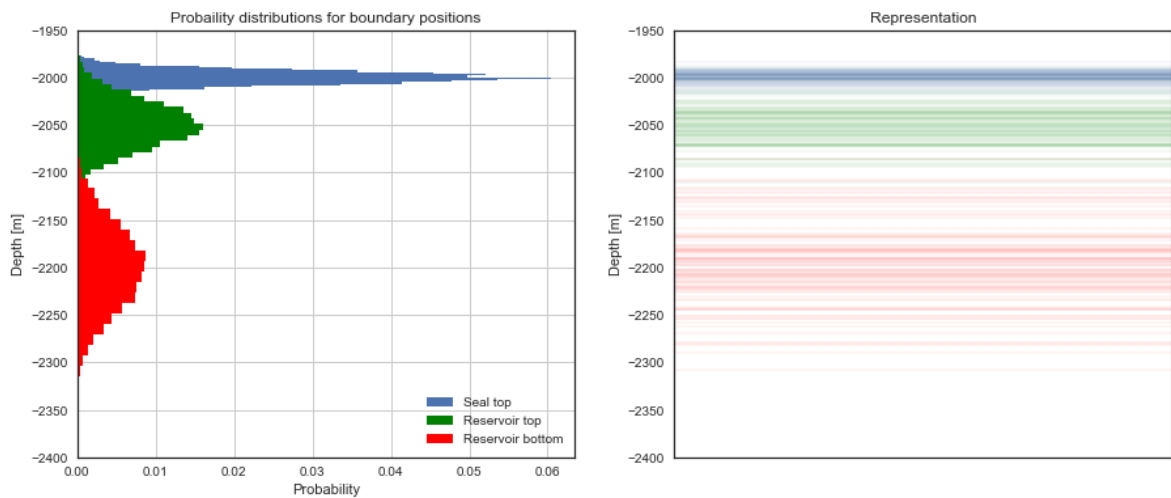 Probaility distributions for boundary positions
−1950
−2000
−2050
−2100
−2150
−2200
−2250
−2300
−2350
−2400
Depth [m]
Seal top
Reservoir top
Reservoir bottom
0.00 0.01 0.02 0.03 0.04 0.05 0.06
Probability
Representation
−1950
−2000
−2050
−2100
−2150
−2200
−2250
−2300
−2350
−2400
Depth [m]